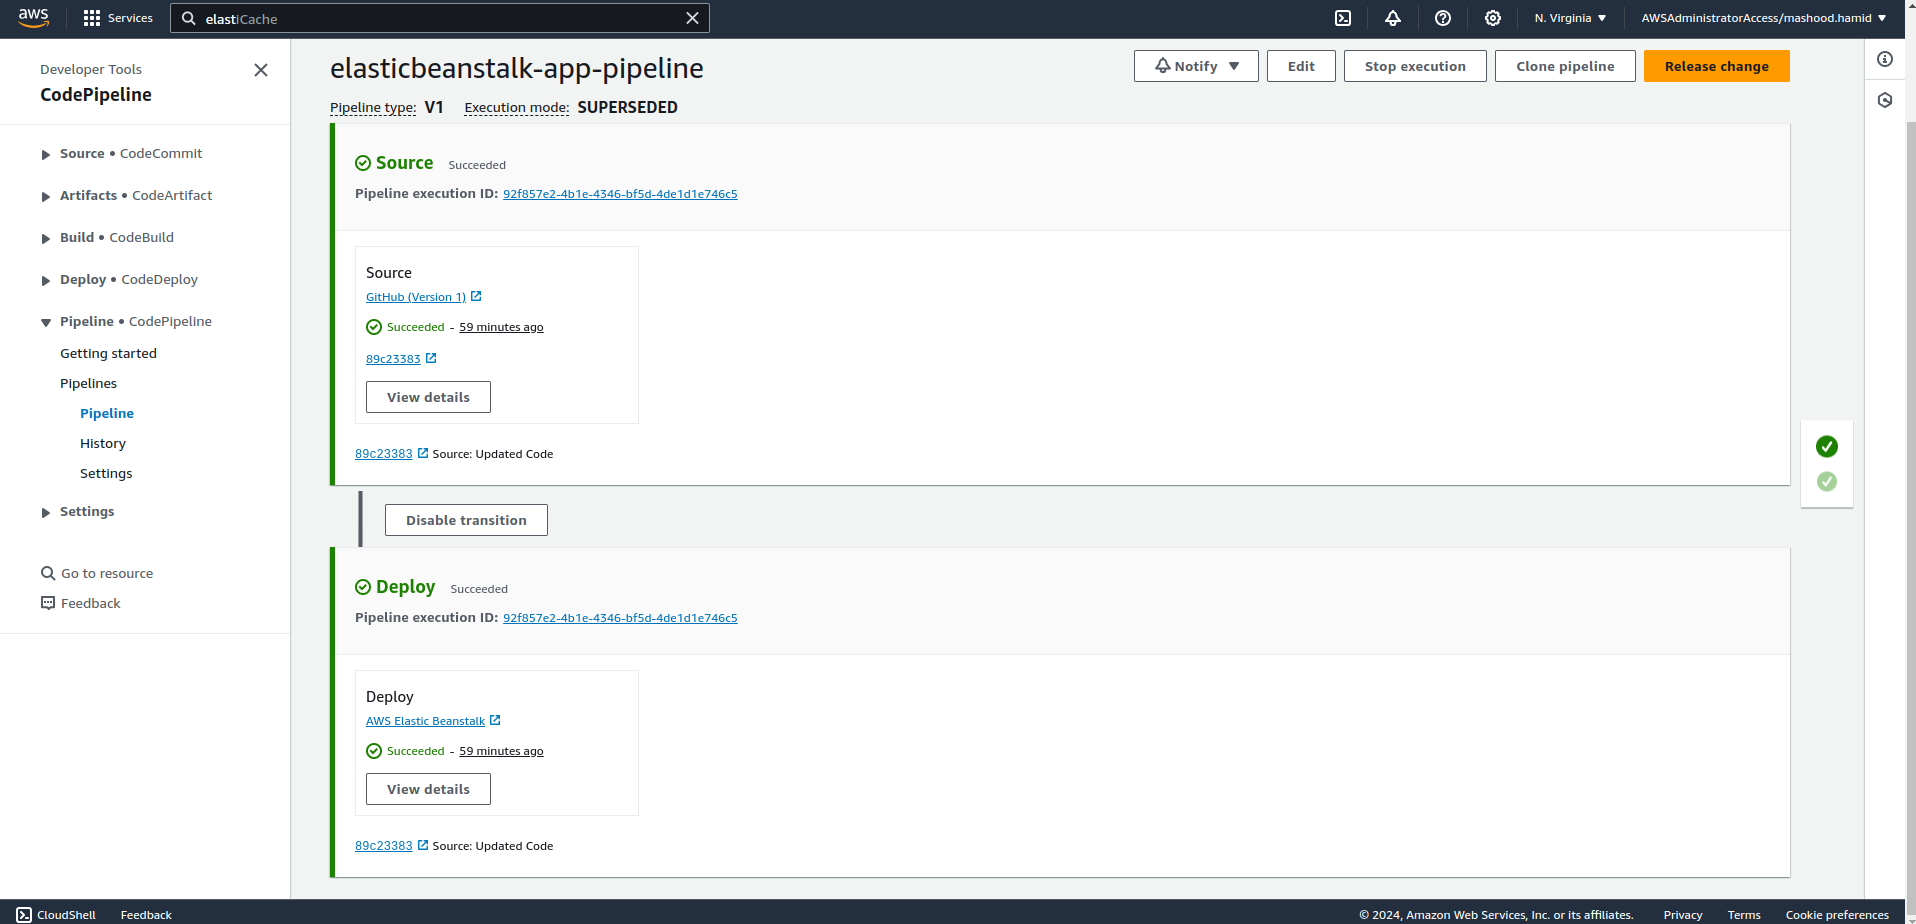 aws
Services
elastiCache
N. Virginia
AWSAdministratorAccess/mashood.hamid
Developer Tools
CodePipeline
Source • CodeCommit
Artifacts • CodeArtifact
Build • CodeBuild
Deploy • CodeDeploy
Pipeline • CodePipeline
Getting started
Pipelines
Pipeline
History
Settings
Settings
Go to resource
Feedback
elasticbeanstalk-app-pipeline
Notify
Edit
Stop execution
Clone pipeline
Release change
Pipeline type: V1 Execution mode: SUPERSEDED
Source Succeeded
Pipeline execution ID: 92f857e2-4b1e-4346-bf5d-4de1d1e746c5
Source
GitHub (Version 1)
Succeeded - 59 minutes ago
89c23383
View details
89c23383 Source: Updated Code
Disable transition
Deploy Succeeded
Pipeline execution ID: 92f857e2-4b1e-4346-bf5d-4de1d1e746c5
Deploy
AWS Elastic Beanstalk
Succeeded - 59 minutes ago
View details
89c23383 Source: Updated Code
CloudShell
Feedback
© 2024, Amazon Web Services, Inc. or its affiliates.
Privacy
Terms
Cookie preferences